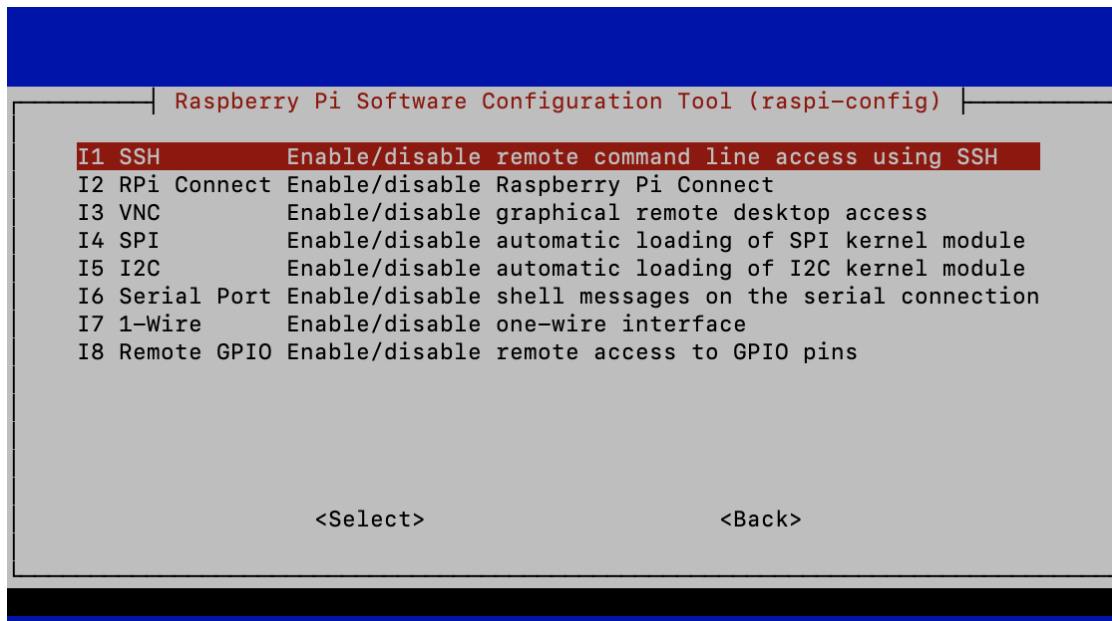 Raspberry Pi Software Configuration Tool (raspi-config)
I1 SSH Enable/disable remote command line access using SSH
I2 RPi Connect Enable/disable Raspberry Pi Connect
I3 VNC Enable/disable graphical remote desktop access
I4 SPI Enable/disable automatic loading of SPI kernel module
I5 I2C Enable/disable automatic loading of I2C kernel module
I6 Serial Port Enable/disable shell messages on the serial connection
I7 1-Wire Enable/disable one-wire interface
I8 Remote GPIO Enable/disable remote access to GPIO pins
<Select> <Back>